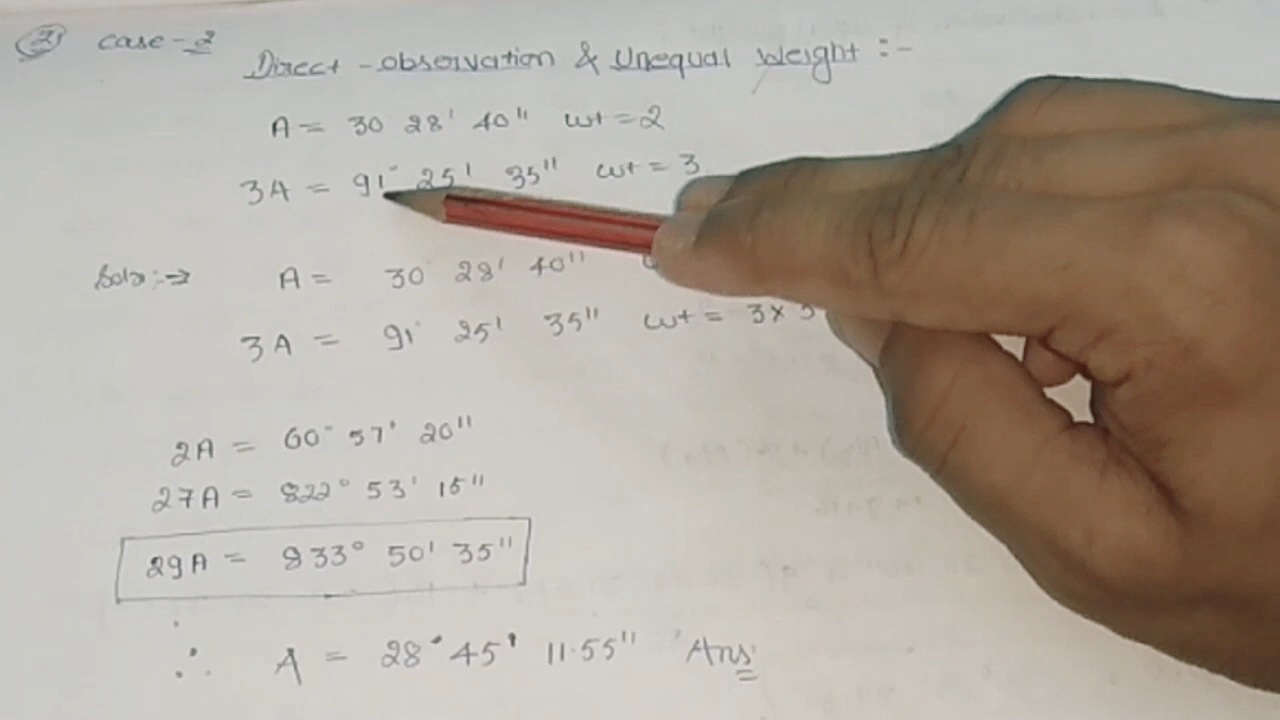 2 case-2
Direct-observation & Unequal Weight :-
A = 30 28' 40" wt = 2
3A = 91° 25' 35" wt = 3
Soln:→ A = 30 28' 40"
3A = 91° 25' 35" wt = 3×3
2A = 60° 57' 20"
27A = 822° 53' 15"
29A = 833° 50' 35"
∴ A = 28° 45' 11.55" Ans